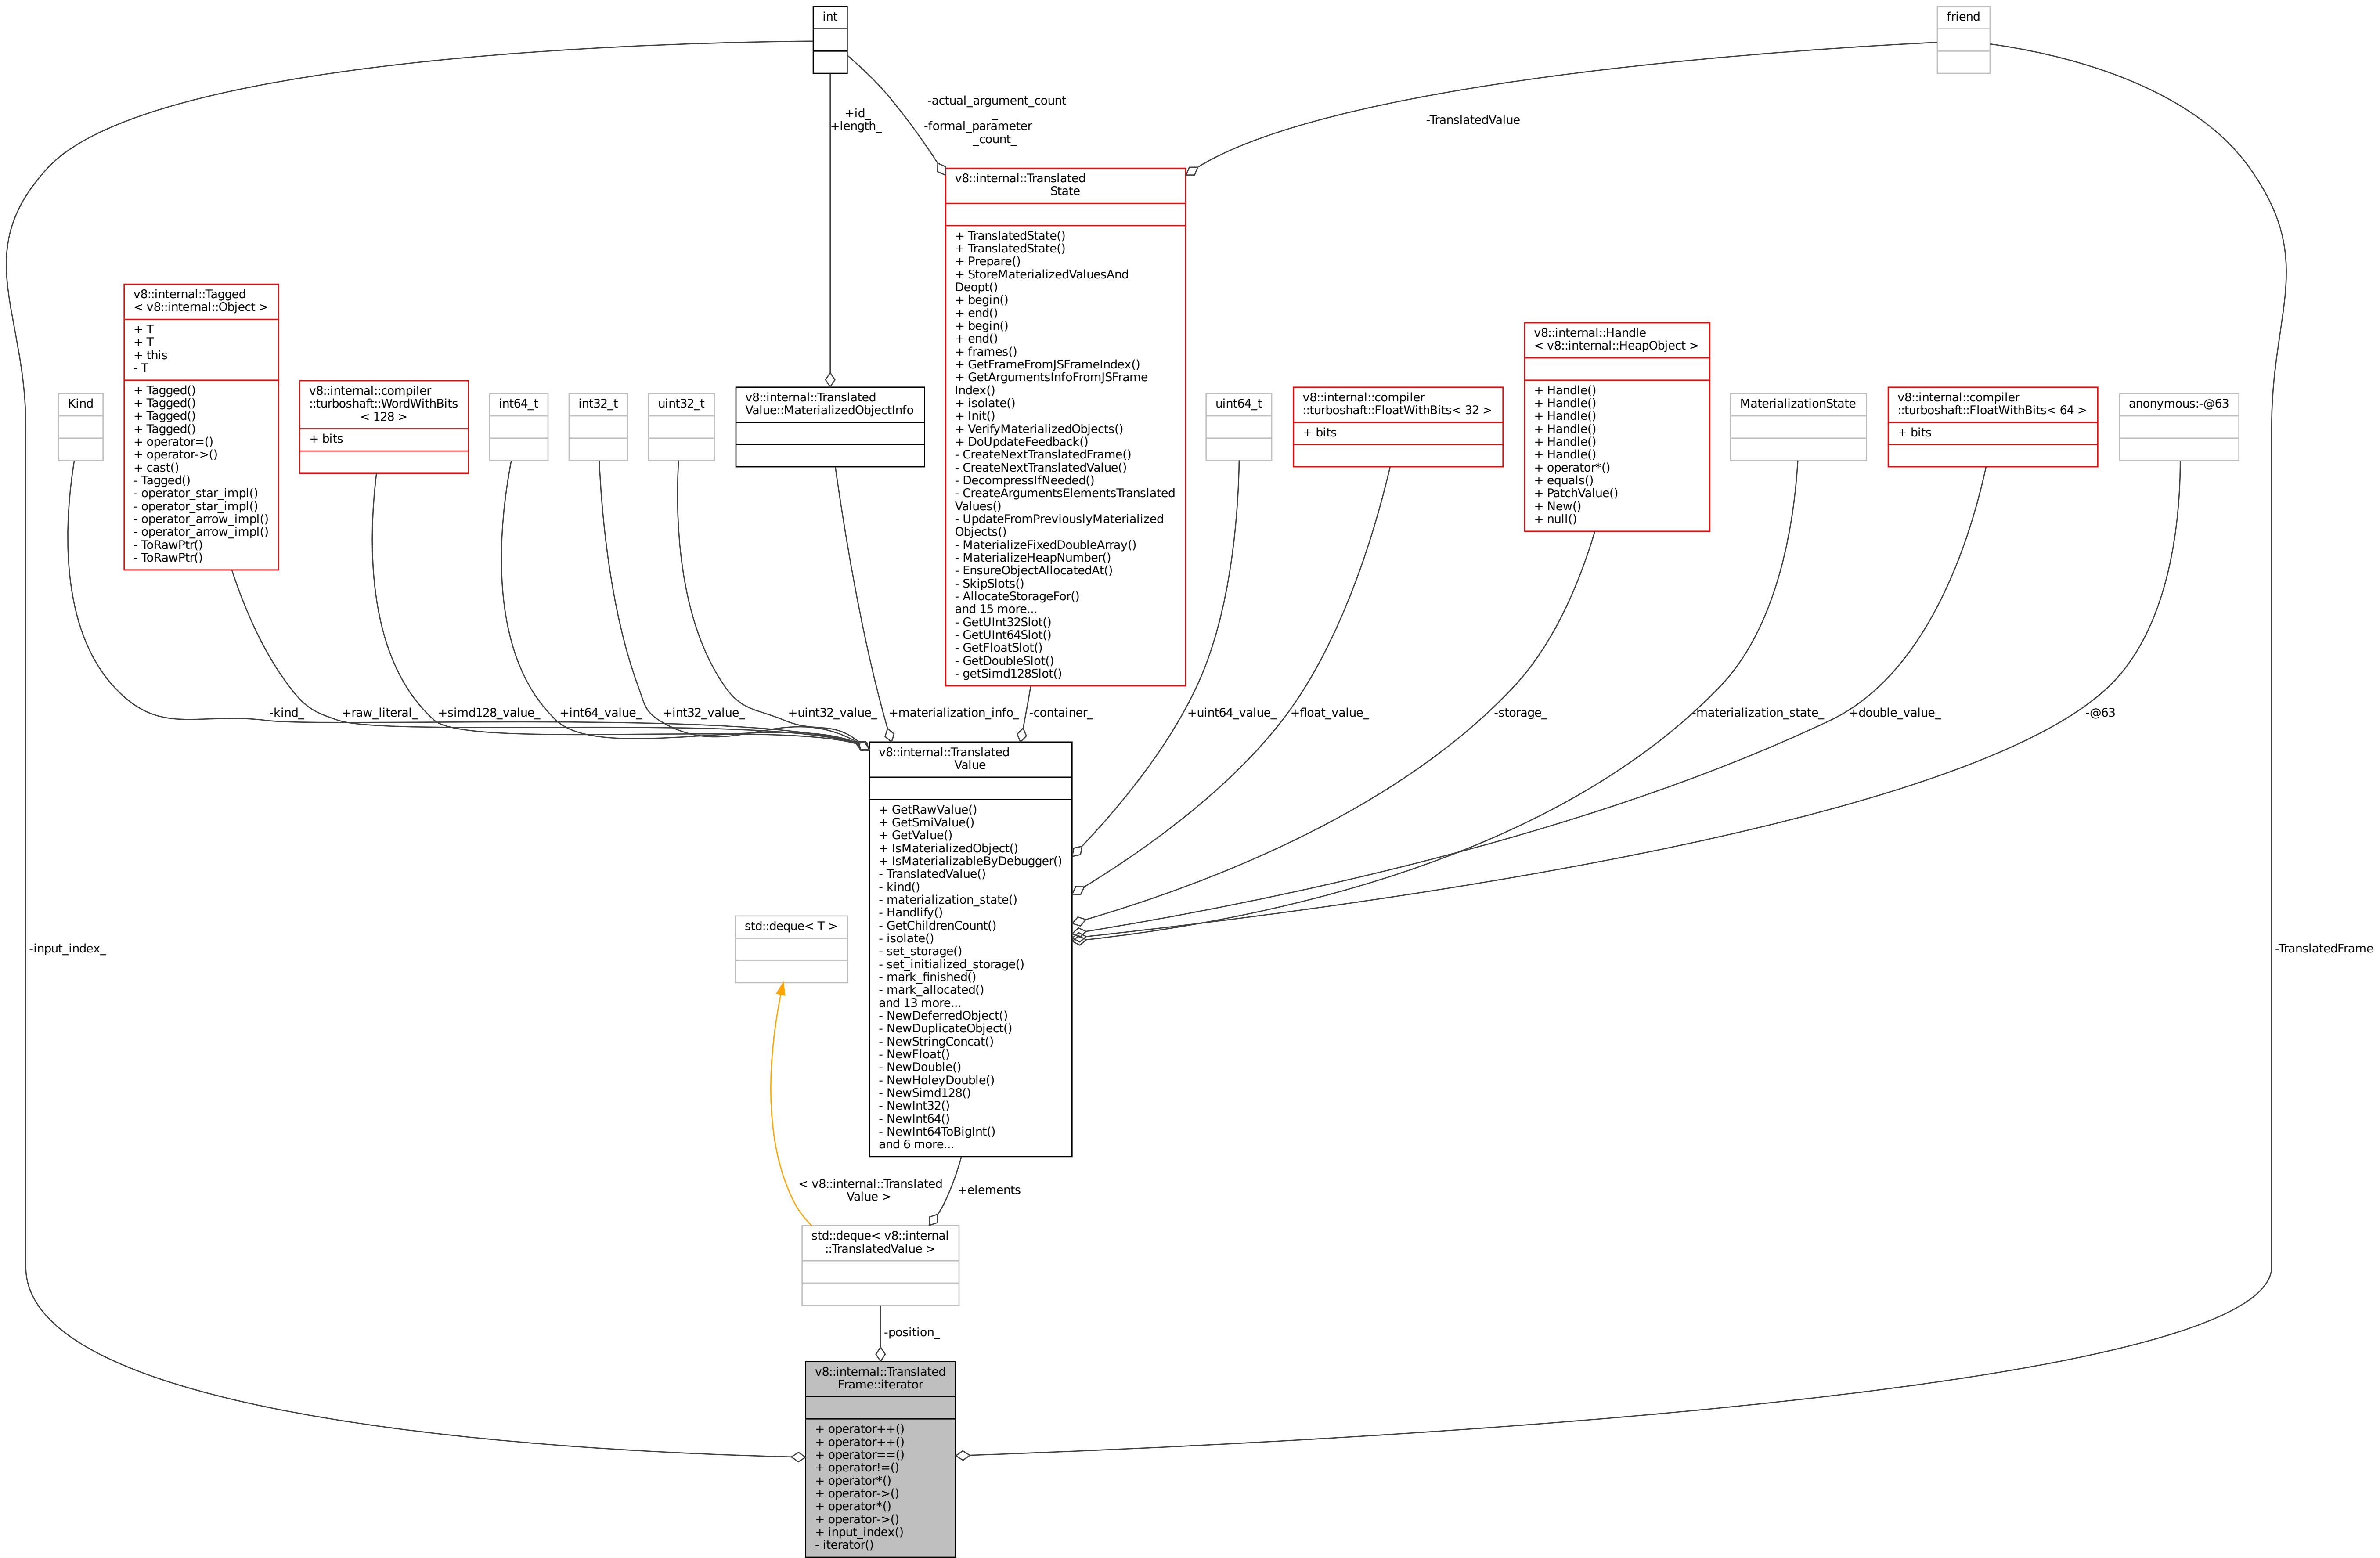 int
friend
+id_
+length_
-actual_argument_count
_
-formal_parameter
_count_
-TranslatedValue
v8::internal::Translated
State
+ TranslatedState()
+ TranslatedState()
+ Prepare()
+ StoreMaterializedValuesAnd
Deopt()
+ begin()
+ end()
+ begin()
+ end()
+ frames()
+ GetFrameFromJSFrameIndex()
+ GetArgumentsInfoFromJSFrame
Index()
+ isolate()
+ Init()
+ VerifyMaterializedObjects()
+ DoUpdateFeedback()
- CreateNextTranslatedFrame()
- CreateNextTranslatedValue()
- DecompressIfNeeded()
- CreateArgumentsElementsTranslated
Values()
- UpdateFromPreviouslyMaterialized
Objects()
- MaterializeFixedDoubleArray()
- MaterializeHeapNumber()
- EnsureObjectAllocatedAt()
- SkipSlots()
- AllocateStorageFor()
and 15 more...
- GetUInt32Slot()
- GetUInt64Slot()
- GetFloatSlot()
- GetDoubleSlot()
- getSimd128Slot()
Kind
v8::internal::Tagged
< v8::internal::Object >
+ T
+ T
+ this
- T
+ Tagged()
+ Tagged()
+ Tagged()
+ Tagged()
+ operator=()
+ operator->()
+ cast()
- Tagged()
- operator_star_impl()
- operator_star_impl()
- operator_arrow_impl()
- operator_arrow_impl()
- ToRawPtr()
- ToRawPtr()
v8::internal::compiler
::turboshaft::WordWithBits
< 128 >
+ bits
int64_t
int32_t
uint32_t
v8::internal::Translated
Value::MaterializedObjectInfo
uint64_t
v8::internal::compiler
::turboshaft::FloatWithBits< 32 >
+ bits
v8::internal::Handle
< v8::internal::HeapObject >
+ Handle()
+ Handle()
+ Handle()
+ Handle()
+ Handle()
+ Handle()
+ operator*()
+ equals()
+ PatchValue()
+ New()
+ null()
MaterializationState
v8::internal::compiler
::turboshaft::FloatWithBits< 64 >
+ bits
anonymous:-@63
-kind_
+raw_literal_
+simd128_value_
+int64_value_
+int32_value_
+uint32_value_
+materialization_info_
-container_
+uint64_value_
+float_value_
-storage_
-materialization_state_
+double_value_
-@63
v8::internal::Translated
Value
+ GetRawValue()
+ GetSmiValue()
+ GetValue()
+ IsMaterializedObject()
+ IsMaterializableByDebugger()
- TranslatedValue()
- kind()
- materialization_state()
- Handlify()
- GetChildrenCount()
- isolate()
- set_storage()
- set_initialized_storage()
- mark_finished()
- mark_allocated()
and 13 more...
- NewDeferredObject()
- NewDuplicateObject()
- NewStringConcat()
- NewFloat()
- NewDouble()
- NewHoleyDouble()
- NewSimd128()
- NewInt32()
- NewInt64()
- NewInt64ToBigInt()
and 6 more...
std::deque< T >
-input_index_
-TranslatedFrame
< v8::internal::Translated
Value >
+elements
std::deque< v8::internal
::TranslatedValue >
-position_
v8::internal::Translated
Frame::iterator
+ operator++()
+ operator++()
+ operator==()
+ operator!=()
+ operator*()
+ operator->()
+ operator*()
+ operator->()
+ input_index()
- iterator()